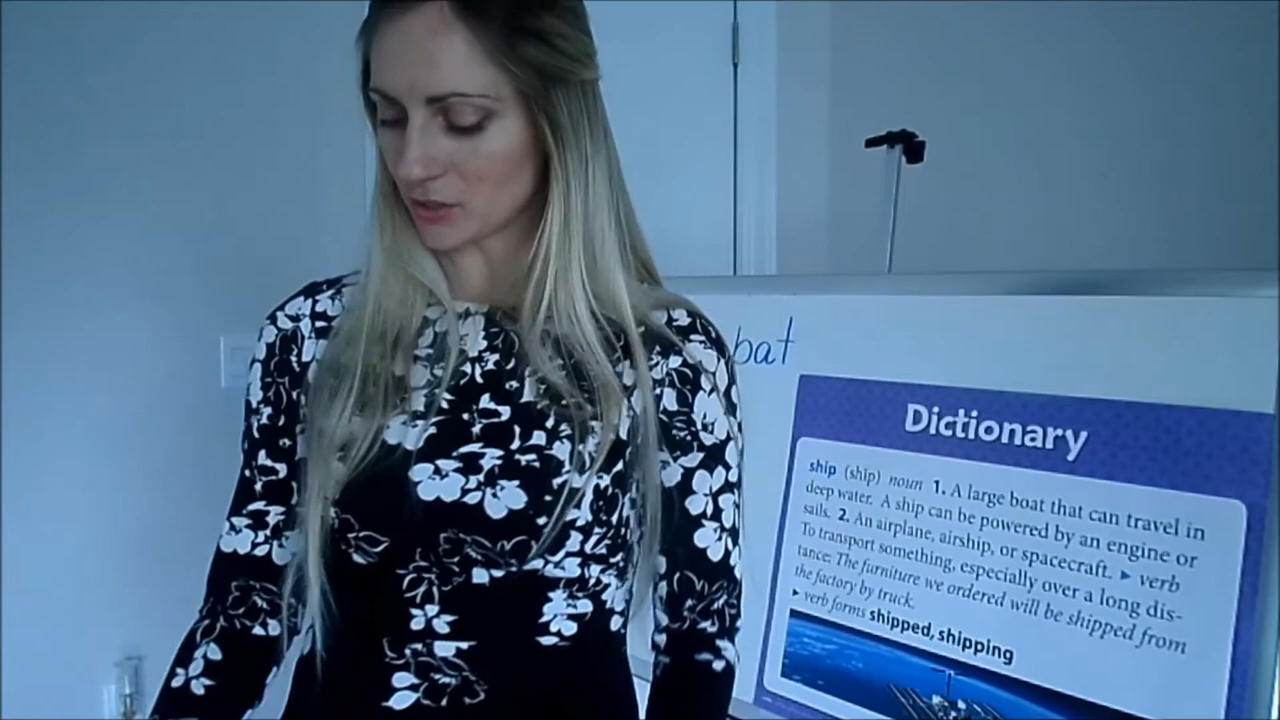 bat
Dictionary
ship (ship) noun 1. A large boat that can travel in
deep water. A ship can be powered by an engine or
sails. 2. An airplane, airship, or spacecraft. ▸ verb
To transport something, especially over a long dis-
tance: The furniture we ordered will be shipped from
the factory by truck.
▸ verb forms shipped, shipping